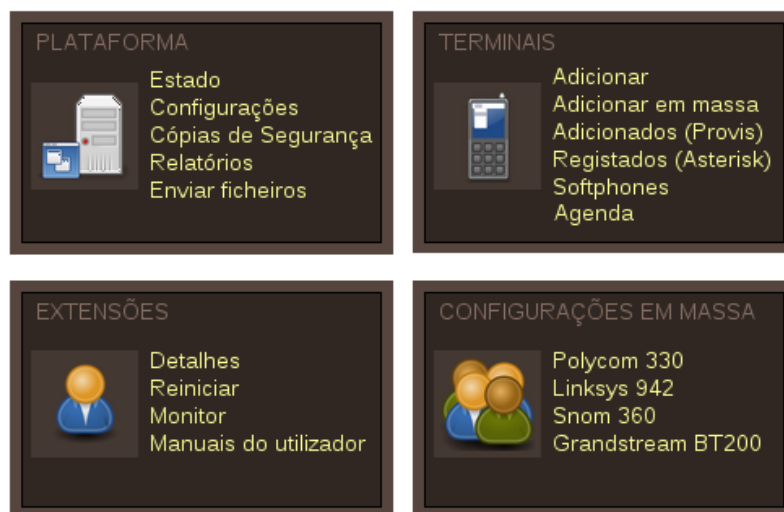 PLATAFORMA
Estado
Configurações
Cópias de Segurança
Relatórios
Enviar ficheiros
TERMINAIS
Adicionar
Adicionar em massa
Adicionados (Provis)
Registados (Asterisk)
Softphones
Agenda
EXTENSÕES
Detalhes
Reiniciar
Monitor
Manuais do utilizador
CONFIGURAÇÕES EM MASSA
Polycom 330
Linksys 942
Snom 360
Grandstream BT200